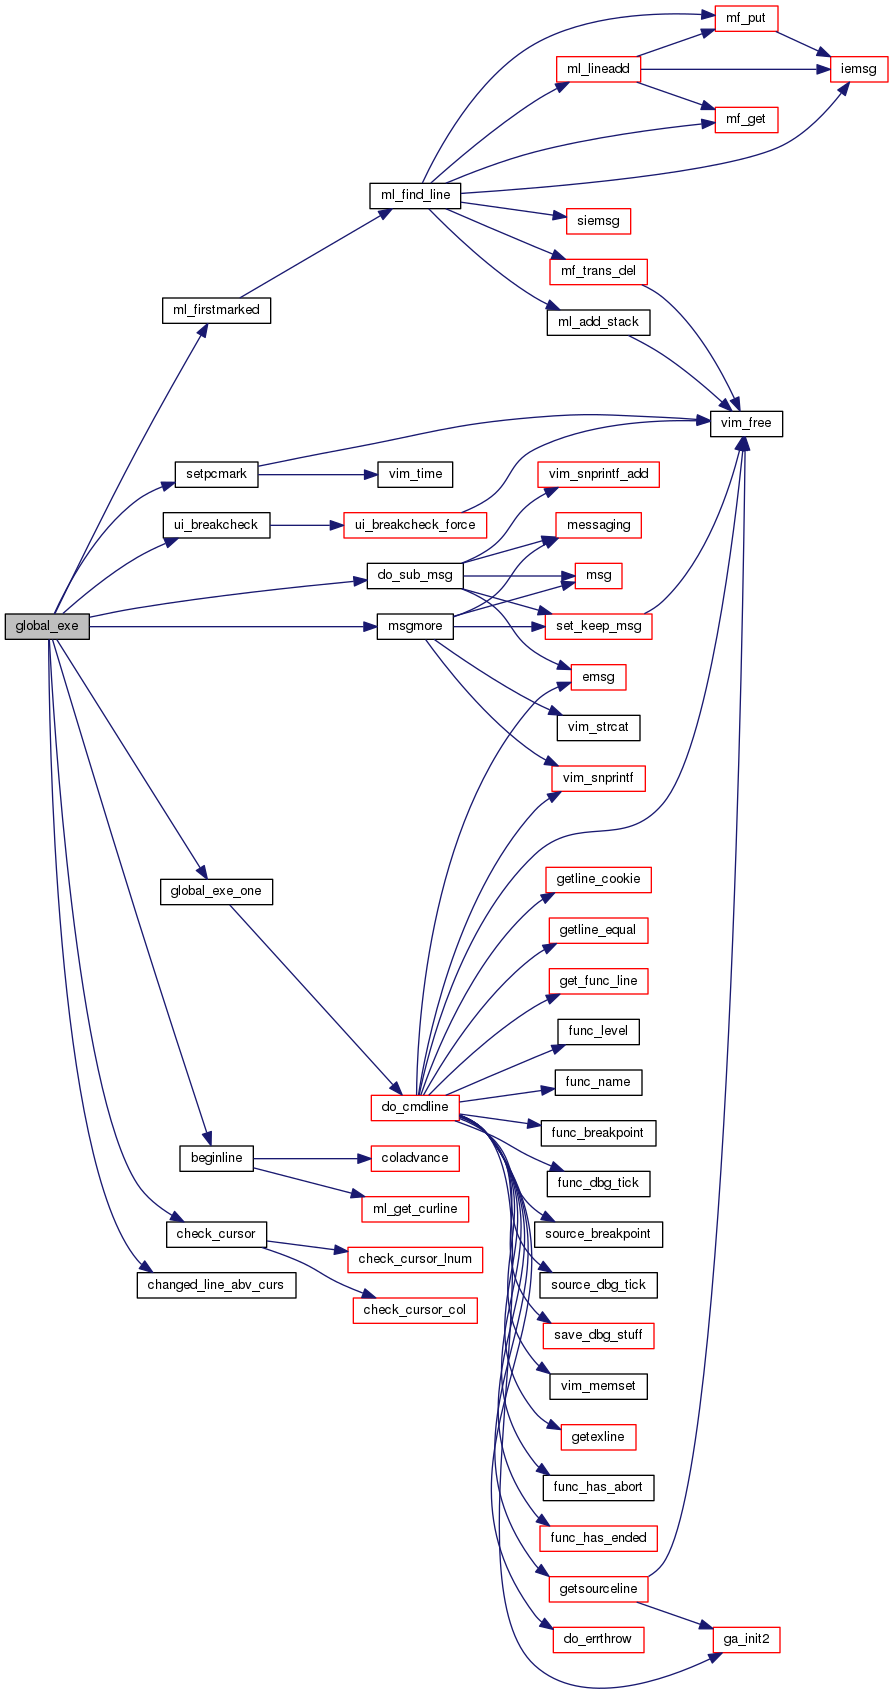 mf_put
ml_lineadd
iemsg
mf_get
ml_find_line
siemsg
mf_trans_del
ml_firstmarked
ml_add_stack
vim_free
setpcmark
vim_time
vim_snprintf_add
ui_breakcheck
ui_breakcheck_force
messaging
do_sub_msg
msg
global_exe
msgmore
set_keep_msg
emsg
vim_strcat
vim_snprintf
getline_cookie
global_exe_one
getline_equal
get_func_line
func_level
func_name
do_cmdline
func_breakpoint
beginline
coladvance
func_dbg_tick
ml_get_curline
check_cursor
source_breakpoint
check_cursor_lnum
changed_line_abv_curs
source_dbg_tick
check_cursor_col
save_dbg_stuff
vim_memset
getexline
func_has_abort
func_has_ended
getsourceline
do_errthrow
ga_init2